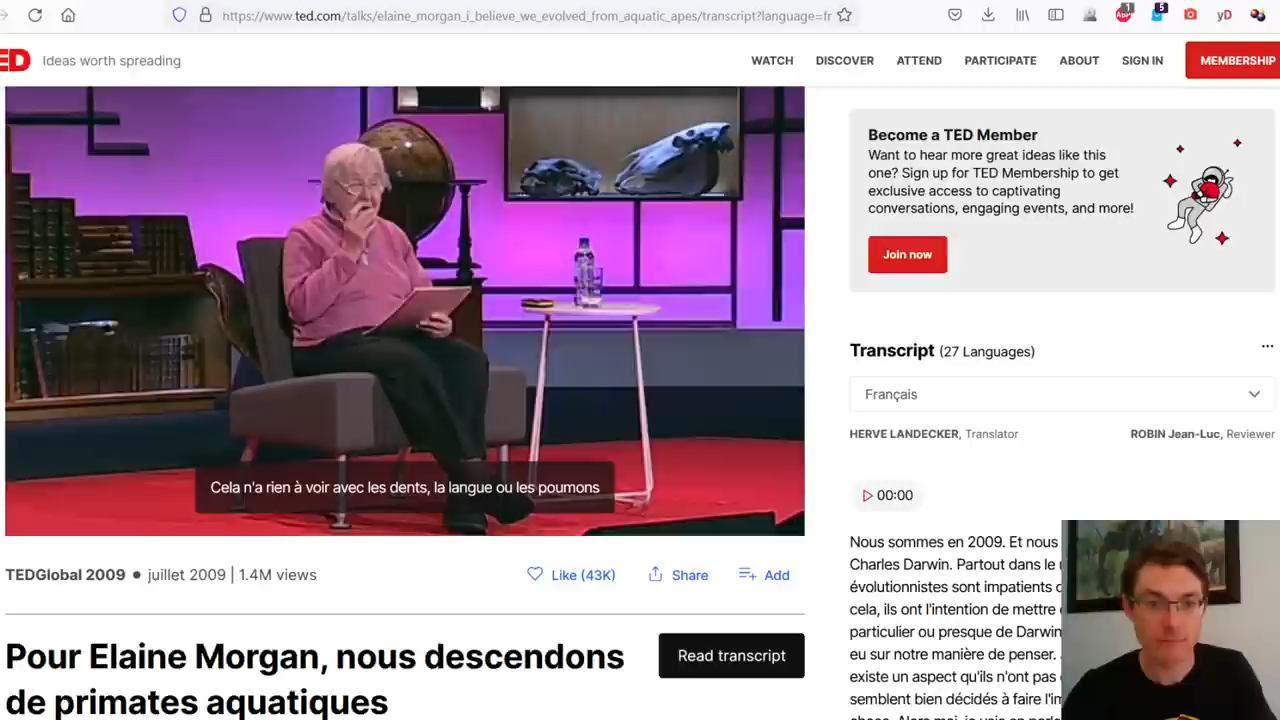 https://www.ted.com/talks/elaine_morgan_i_believe_we_evolved_from_aquatic_apes/transcript?language=fr
1
5
yD
ED Ideas worth spreading
WATCH DISCOVER ATTEND PARTICIPATE ABOUT SIGN IN MEMBERSHIP
Become a TED Member
Want to hear more great ideas like this
one? Sign up for TED Membership to get
exclusive access to captivating
conversations, engaging events, and more!
Join now
Transcript (27 Languages)
Français
HERVE LANDECKER, Translator ROBIN Jean-Luc, Reviewer
00:00
Nous sommes en 2009. Et nous
Charles Darwin. Partout dans le
évolutionnistes sont impatients
cela, ils ont l'intention de mettre
particulier ou presque de Darwin
eu sur notre manière de penser.
existe un aspect qu'ils n'ont pas
semblent bien décidés à faire l'im
Cela n'a rien à voir avec les dents, la langue ou les poumons
TEDGlobal 2009 • juillet 2009 | 1.4M views
Like (43K) Share Add
Pour Elaine Morgan, nous descendons
de primates aquatiques
Read transcript